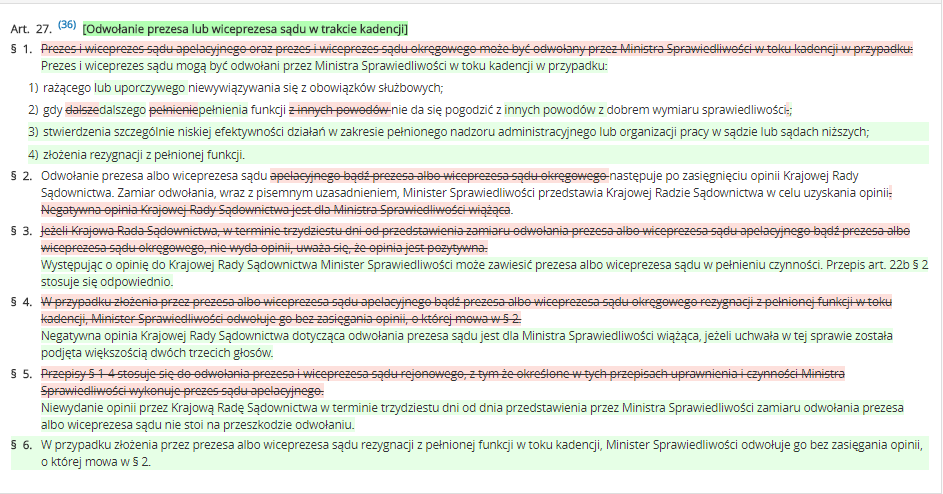 Art. 27. (36) [Odwołanie prezesa lub wiceprezesa sądu w trakcie kadencji]
§ 1. Prezes i wiceprezes sądu apelacyjnego oraz prezes i wiceprezes sądu okręgowego może być odwołany przez Ministra Sprawiedliwości w toku kadencji w przypadku:
Prezes i wiceprezes sądu mogą być odwołani przez Ministra Sprawiedliwości w toku kadencji w przypadku:
1) rażącego lub uporczywego niewywiązywania się z obowiązków służbowych;
2) gdy dalszedalszego pełnieniepełnienia funkcji z innych powodów nie da się pogodzić z innych powodów z dobrem wymiaru sprawiedliwości.;
3) stwierdzenia szczególnie niskiej efektywności działań w zakresie pełnionego nadzoru administracyjnego lub organizacji pracy w sądzie lub sądach niższych;
4) złożenia rezygnacji z pełnionej funkcji.
§ 2. Odwołanie prezesa albo wiceprezesa sądu apelacyjnego bądź prezesa albo wiceprezesa sądu okręgowego następuje po zasięgnięciu opinii Krajowej Rady
Sądownictwa. Zamiar odwołania, wraz z pisemnym uzasadnieniem, Minister Sprawiedliwości przedstawia Krajowej Radzie Sądownictwa w celu uzyskania opinii.
Negatywna opinia Krajowej Rady Sądownictwa jest dla Ministra Sprawiedliwości wiążąca.
§ 3. Jeżeli Krajowa Rada Sądownictwa, w terminie trzydziestu dni od przedstawienia zamiaru odwołania prezesa albo wiceprezesa sądu apelacyjnego bądź prezesa albo
wiceprezesa sądu okręgowego, nie wyda opinii, uważa się, że opinia jest pozytywna.
Występując o opinię do Krajowej Rady Sądownictwa Minister Sprawiedliwości może zawiesić prezesa albo wiceprezesa sądu w pełnieniu czynności. Przepis art. 22b § 2
stosuje się odpowiednio.
§ 4. W przypadku złożenia przez prezesa albo wiceprezesa sądu apelacyjnego bądź prezesa albo wiceprezesa sądu okręgowego rezygnacji z pełnionej funkcji w toku
kadencji, Minister Sprawiedliwości odwołuje go bez zasięgania opinii, o której mowa w § 2.
Negatywna opinia Krajowej Rady Sądownictwa dotycząca odwołania prezesa sądu jest dla Ministra Sprawiedliwości wiążąca, jeżeli uchwała w tej sprawie została
podjęta większością dwóch trzecich głosów.
§ 5. Przepisy § 1-4 stosuje się do odwołania prezesa i wiceprezesa sądu rejonowego, z tym że określone w tych przepisach uprawnienia i czynności Ministra
Sprawiedliwości wykonuje prezes sądu apelacyjnego.
Niewydanie opinii przez Krajową Radę Sądownictwa w terminie trzydziestu dni od dnia przedstawienia przez Ministra Sprawiedliwości zamiaru odwołania prezesa
albo wiceprezesa sądu nie stoi na przeszkodzie odwołaniu.
§ 6. W przypadku złożenia przez prezesa albo wiceprezesa sądu rezygnacji z pełnionej funkcji w toku kadencji, Minister Sprawiedliwości odwołuje go bez zasięgania opinii,
o której mowa w § 2.